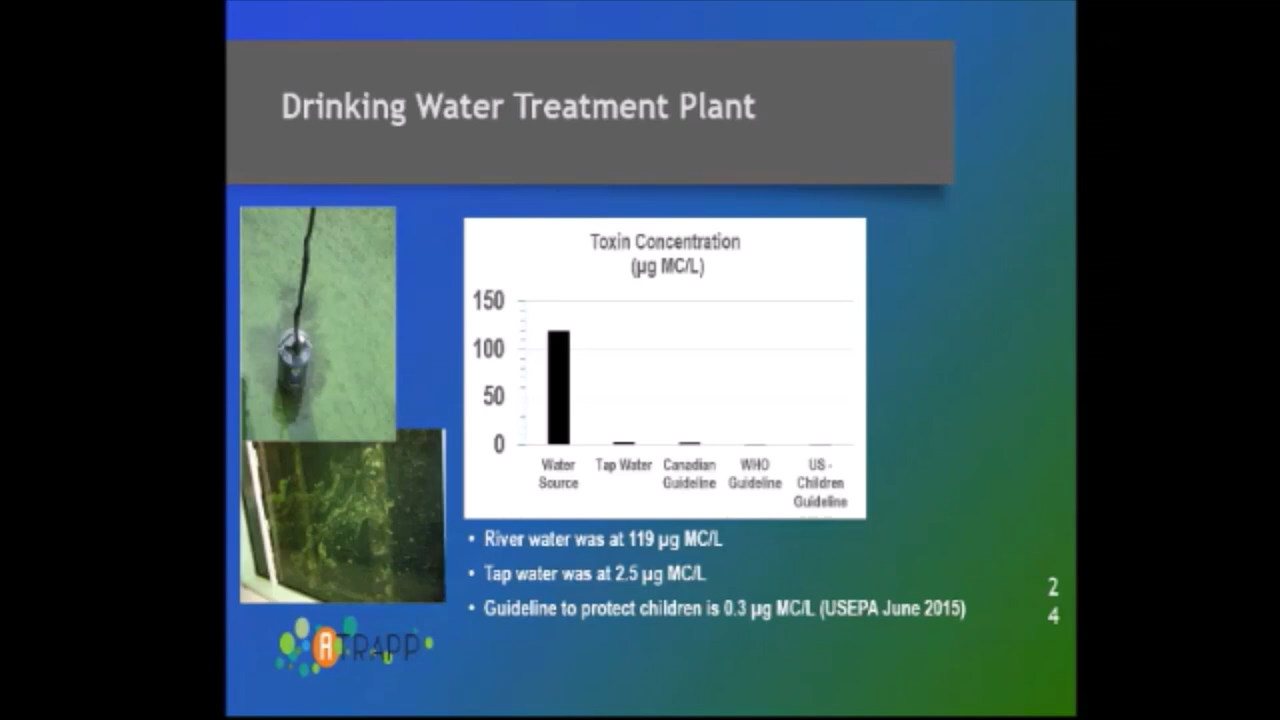 Drinking Water Treatment Plant
Toxin Concentration
(µg MC/L)
150
100
50
0
Water
Source
Tap Water
Canadian
Guideline
WHO
Guideline
US -
Children
Guideline
• River water was at 119 µg MC/L
• Tap water was at 2.5 µg MC/L
• Guideline to protect children is 0.3 µg MC/L (USEPA June 2015)
2
4
ATRAPP